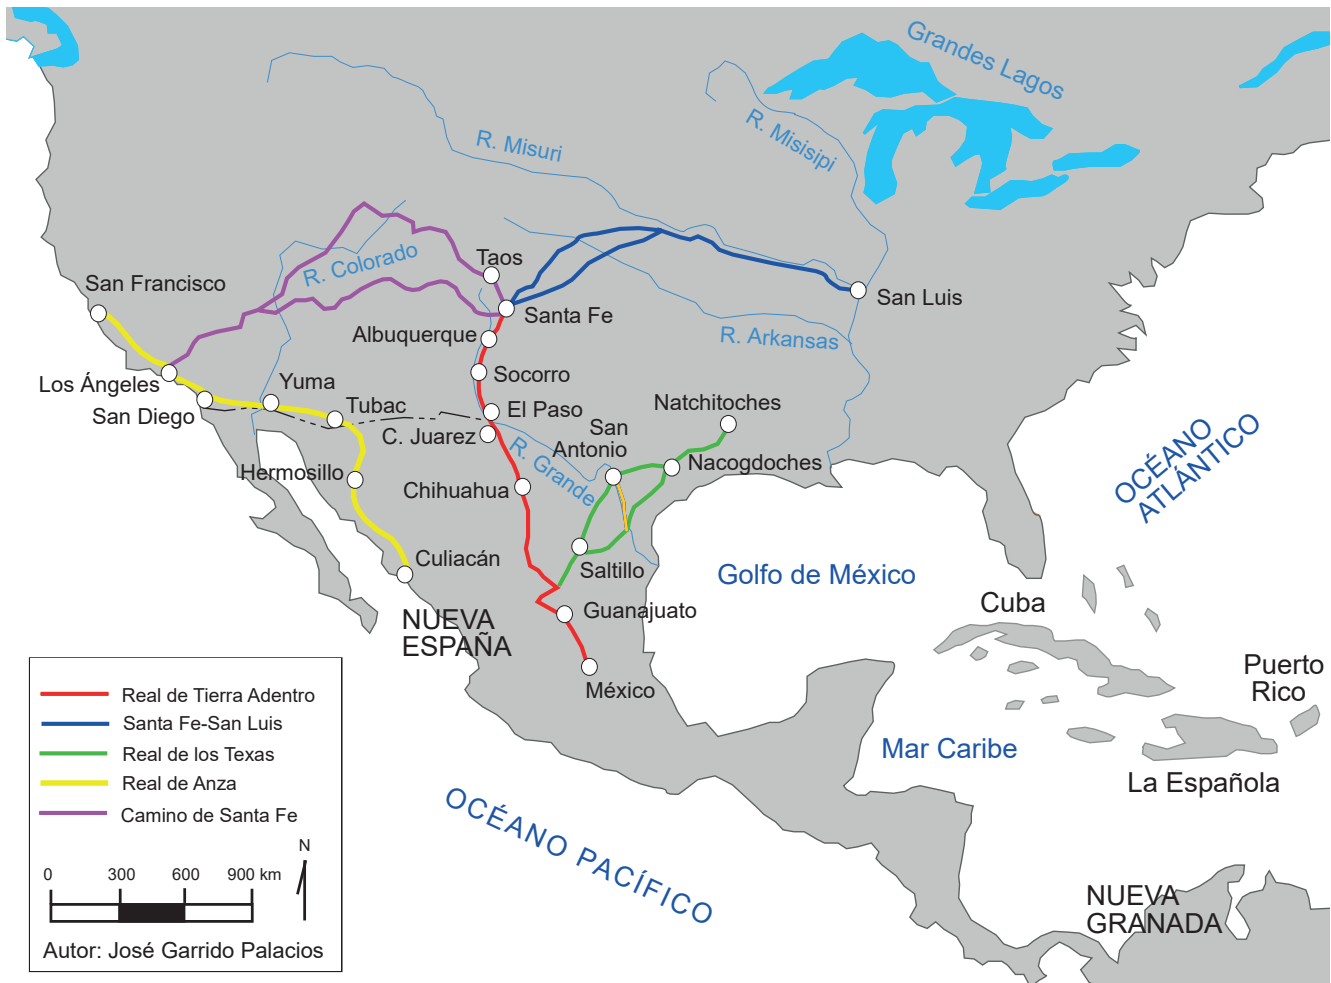 Grandes Lagos
R. Misuri
R. Misisipi
R. Colorado
Taos
San Francisco
San Luis
Santa Fe
Albuquerque
R. Arkansas
Socorro
Los Ángeles
Yuma
San Diego
Tubac
El Paso
Natchitoches
C. Juarez
San
Antonio
R. Grande
Nacogdoches
Hermosillo
Chihuahua
OCÉANO
ATLÁNTICO
Culiacán
Saltillo
Golfo de México
Cuba
Guanajuato
NUEVA
ESPAÑA
México
Puerto
Rico
Mar Caribe
La Española
OCÉANO PACÍFICO
NUEVA
GRANADA
Real de Tierra Adentro
Santa Fe-San Luis
Real de los Texas
Real de Anza
Camino de Santa Fe
N
0 300 600 900 km
Autor: José Garrido Palacios